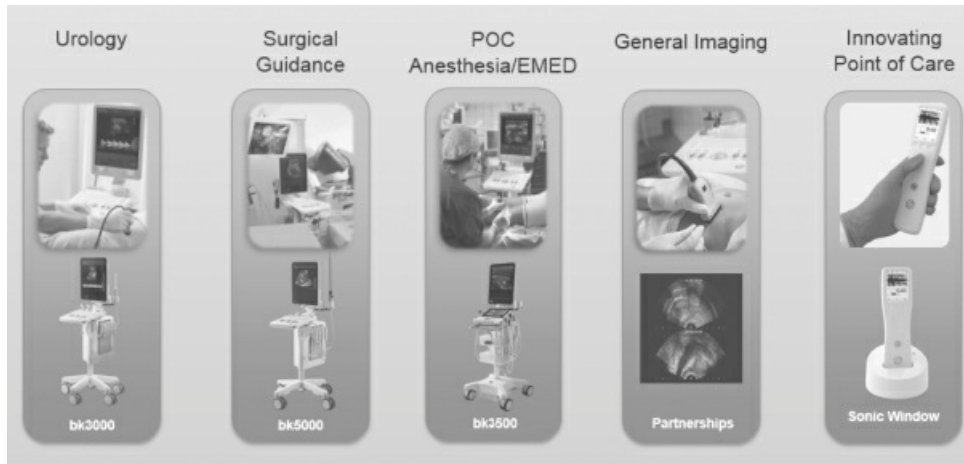 Urology
Surgical
Guidance
POC
Anesthesia/EMED
General Imaging
Innovating
Point of Care
bk3000
bk5000
bk3500
Partnerships
Sonic Window